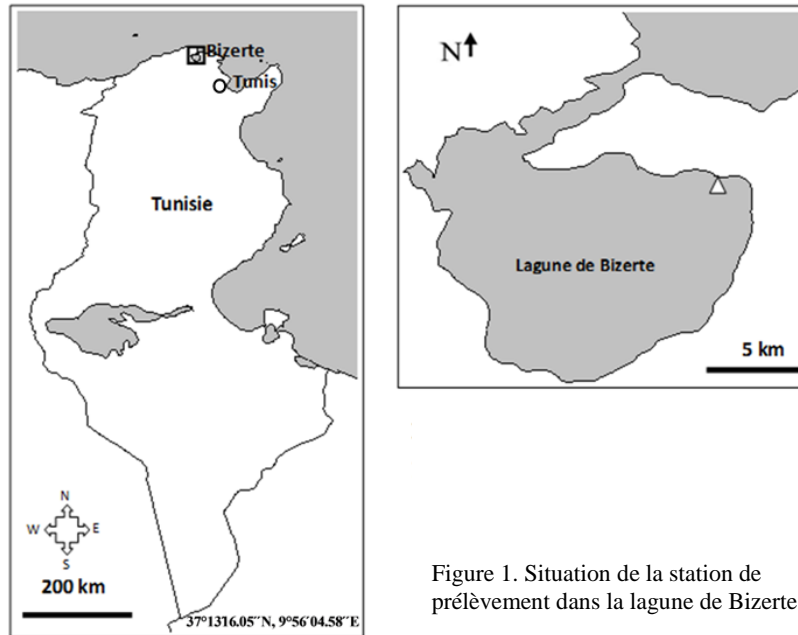 Bizerte
Tunis
Tunisie
N
W E
S
200 km
37°1316.05˝N, 9°56´04.58˝E
N
Lagune de Bizerte
5 km
Figure 1. Situation de la station de
prélèvement dans la lagune de Bizerte